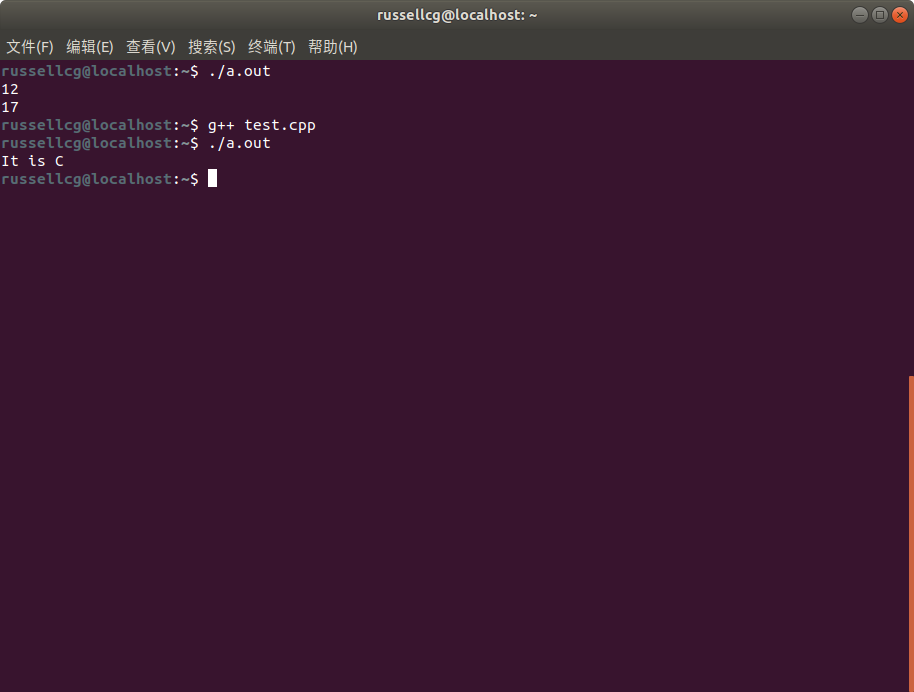 russellcg@localhost: ~
文件(F) 编辑(E) 查看(V) 搜索(S) 终端(T) 帮助(H)
russellcg@localhost:~$ ./a.out
12
17
russellcg@localhost:~$ g++ test.cpp
russellcg@localhost:~$ ./a.out
It is C
russellcg@localhost:~$